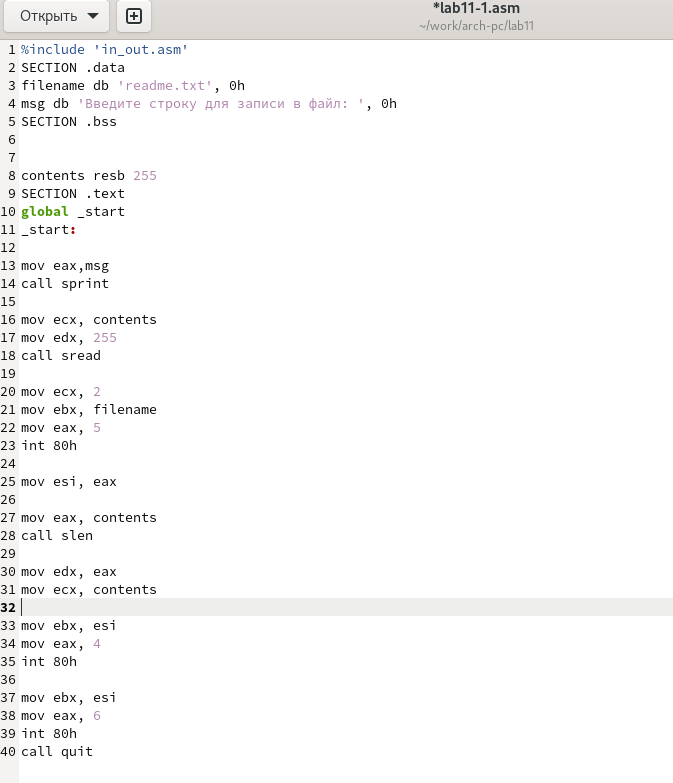 Открыть
*lab11-1.asm
~/work/arch-pc/lab11
1 %include 'in_out.asm'
2 SECTION .data
3 filename db 'readme.txt', 0h
4 msg db 'Введите строку для записи в файл: ', 0h
5 SECTION .bss
6
7
8 contents resb 255
9 SECTION .text
10 global _start
11 _start:
12
13 mov eax,msg
14 call sprint
15
16 mov ecx, contents
17 mov edx, 255
18 call sread
19
20 mov ecx, 2
21 mov ebx, filename
22 mov eax, 5
23 int 80h
24
25 mov esi, eax
26
27 mov eax, contents
28 call slen
29
30 mov edx, eax
31 mov ecx, contents
32
33 mov ebx, esi
34 mov eax, 4
35 int 80h
36
37 mov ebx, esi
38 mov eax, 6
39 int 80h
40 call quit